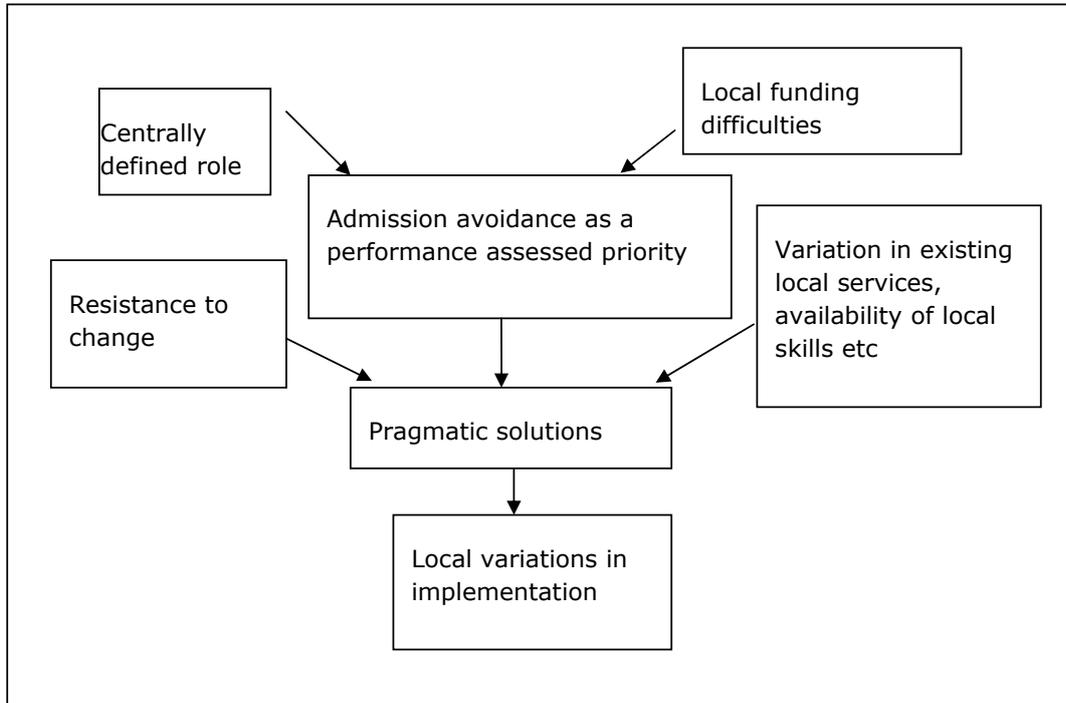 Centrally
defined role
Local funding
difficulties
Admission avoidance as a
performance assessed priority
Resistance to
change
Variation in existing
local services,
availability of local
skills etc
Pragmatic solutions
Local variations in
implementation